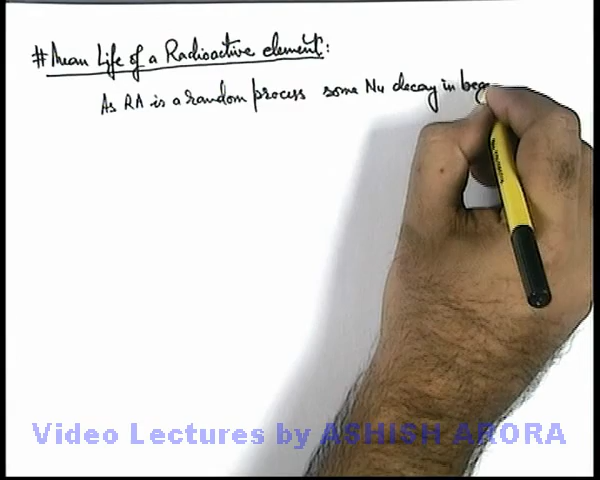 # Mean Life of a Radioactive element :
As RA is a random process some Nu decay in beg
Video Lectures by ASHISH ARORA